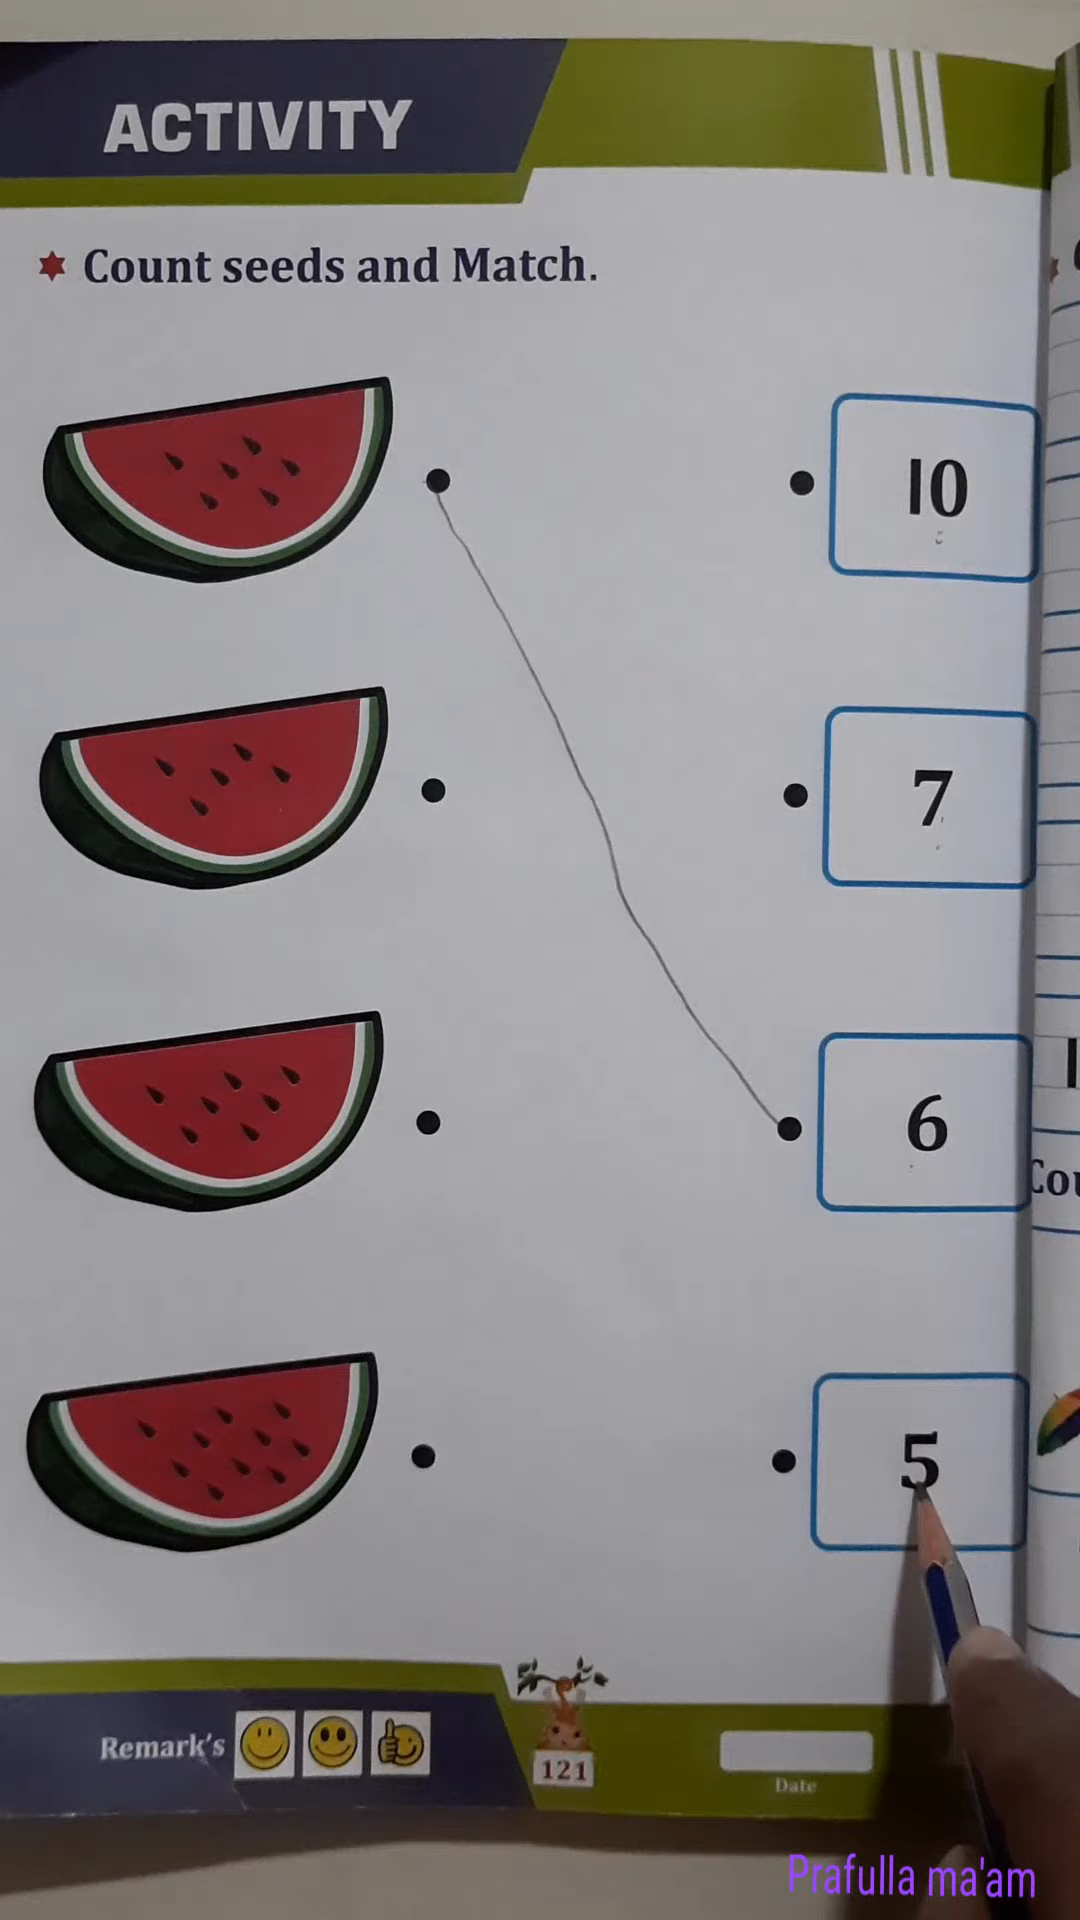 ACTIVITY
Count seeds and Match.
10
7
6
5
Remark's
121
Date
Prafulla ma'am